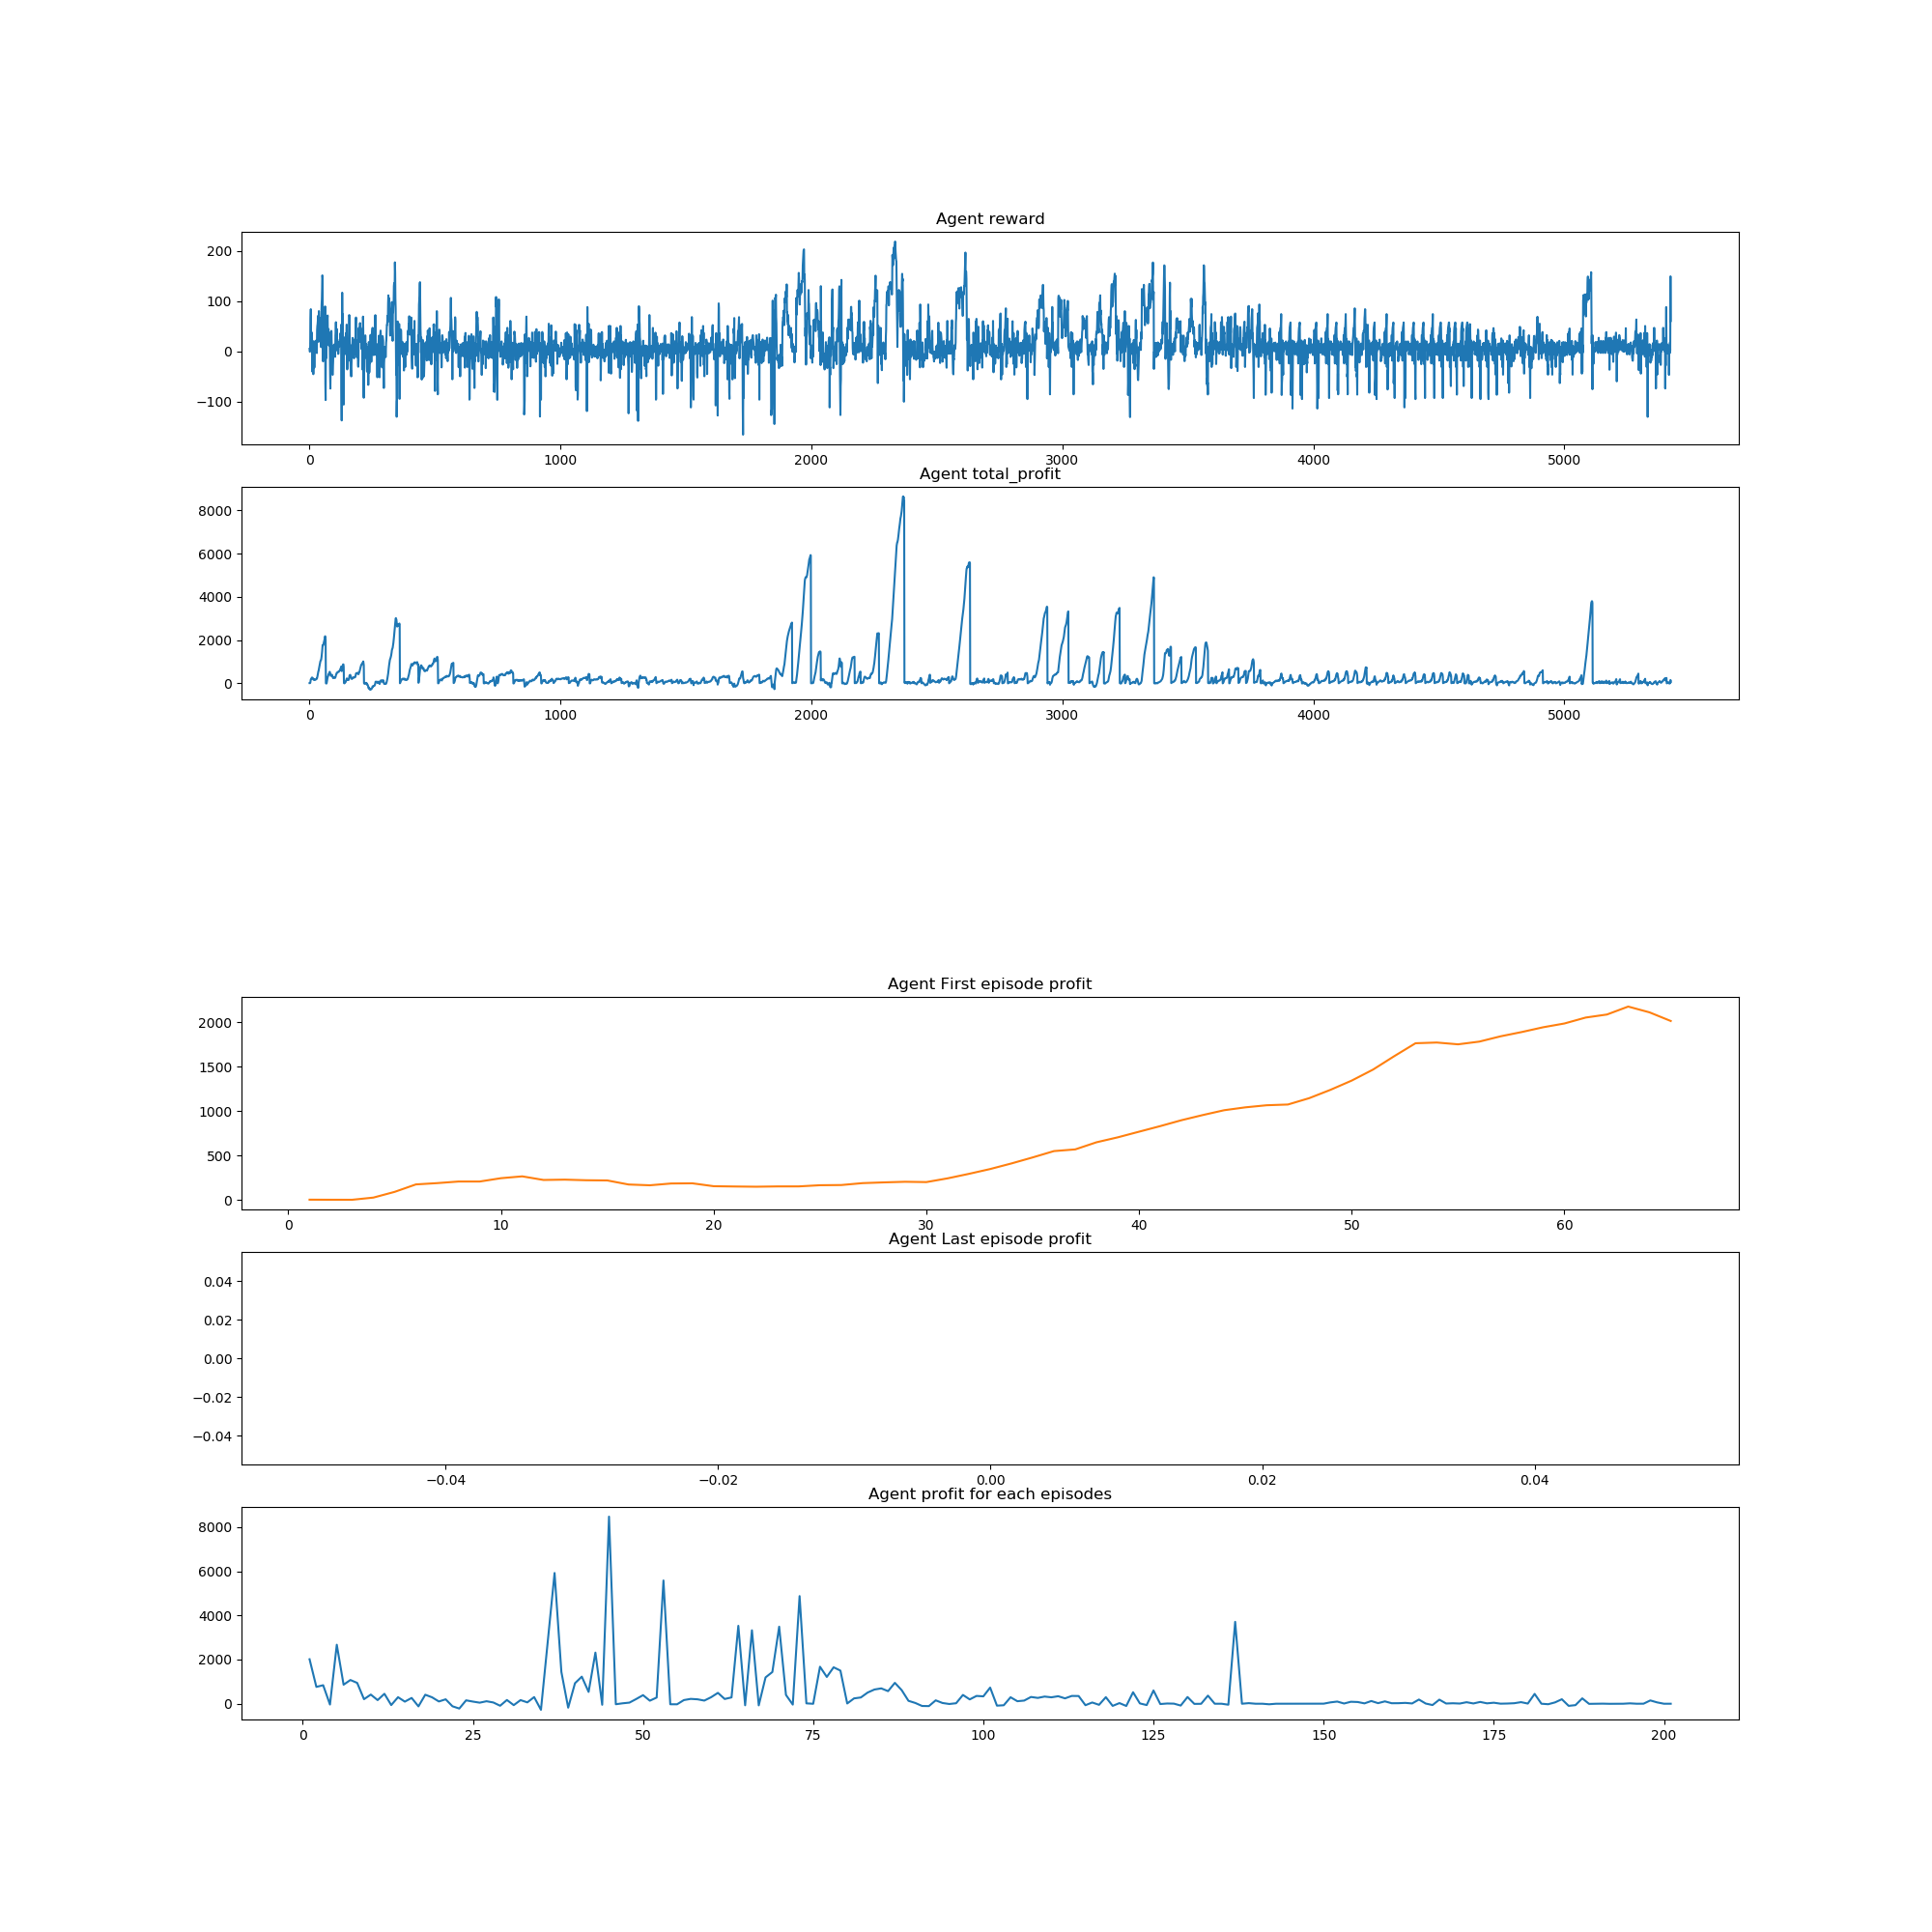 Agent reward
200
100
0
−100
0 1000 2000 3000 4000 5000
Agent total_profit
8000
6000
4000
2000
0
0 1000 2000 3000 4000 5000
Agent First episode profit
2000
1500
1000
500
0
0 10 20 30 40 50 60
Agent Last episode profit
0.04
0.02
0.00
−0.02
−0.04
−0.04 −0.02 0.00 0.02 0.04
Agent profit for each episodes
8000
6000
4000
2000
0
0 25 50 75 100 125 150 175 200